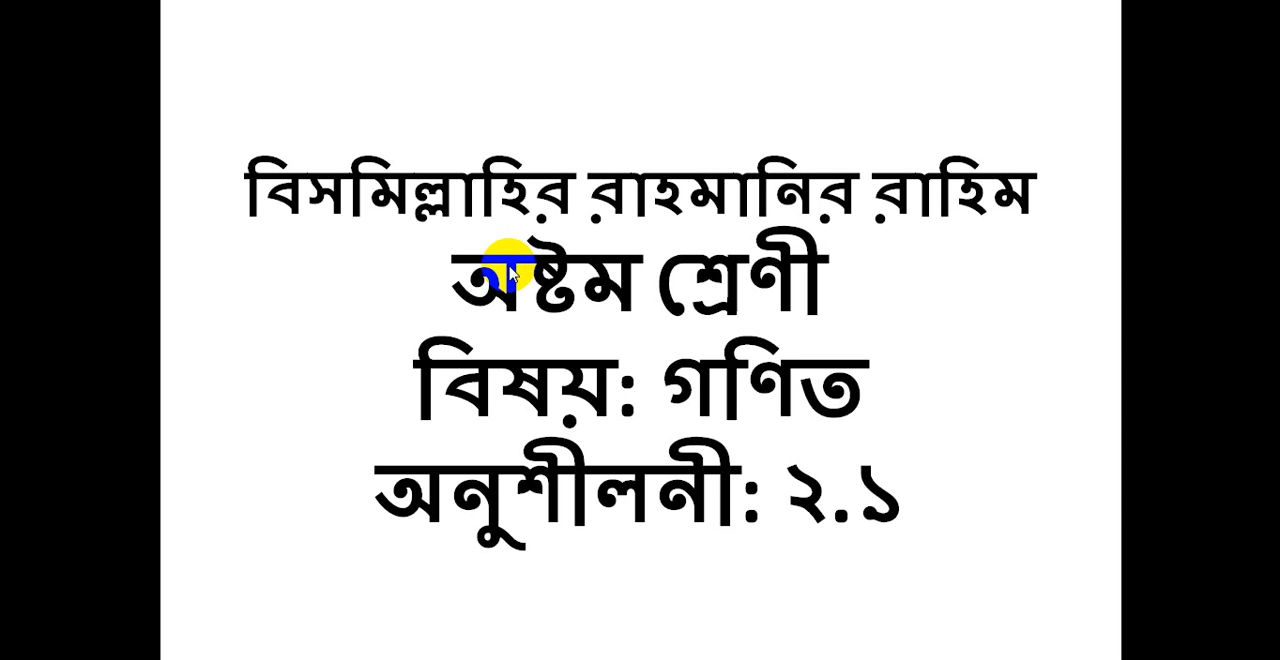 বিসমিল্লাহির রাহমানির রাহিম
অষ্টম শ্রেণী
বিষয়: গণিত
অনুশীলনী: ২.১